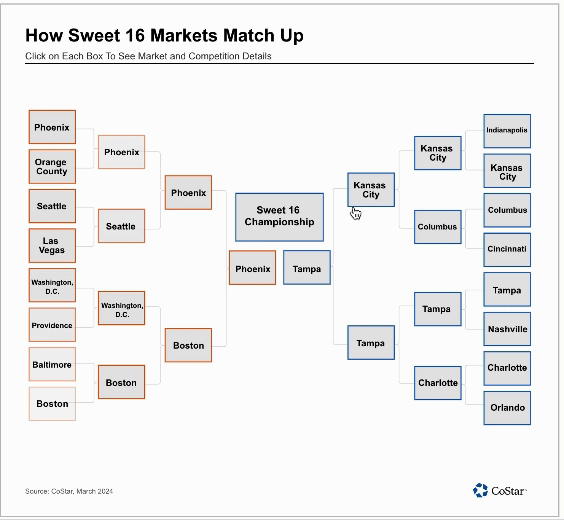 How Sweet 16 Markets Match Up
Click on Each Box To See Market and Competition Details
Phoenix
Orange
County
Seattle
Las
Vegas
Washington,
D.C.
Providence
Baltimore
Boston
Phoenix
Seattle
Washington,
D.C.
Boston
Phoenix
Boston
Sweet 16
Championship
Phoenix
Tampa
Kansas
City
Tampa
Kansas
City
Columbus
Tampa
Charlotte
Indianapolis
Kansas
City
Columbus
Cincinnati
Tampa
Nashville
Charlotte
Orlando
Source: CoStar, March 2024
CoStar™